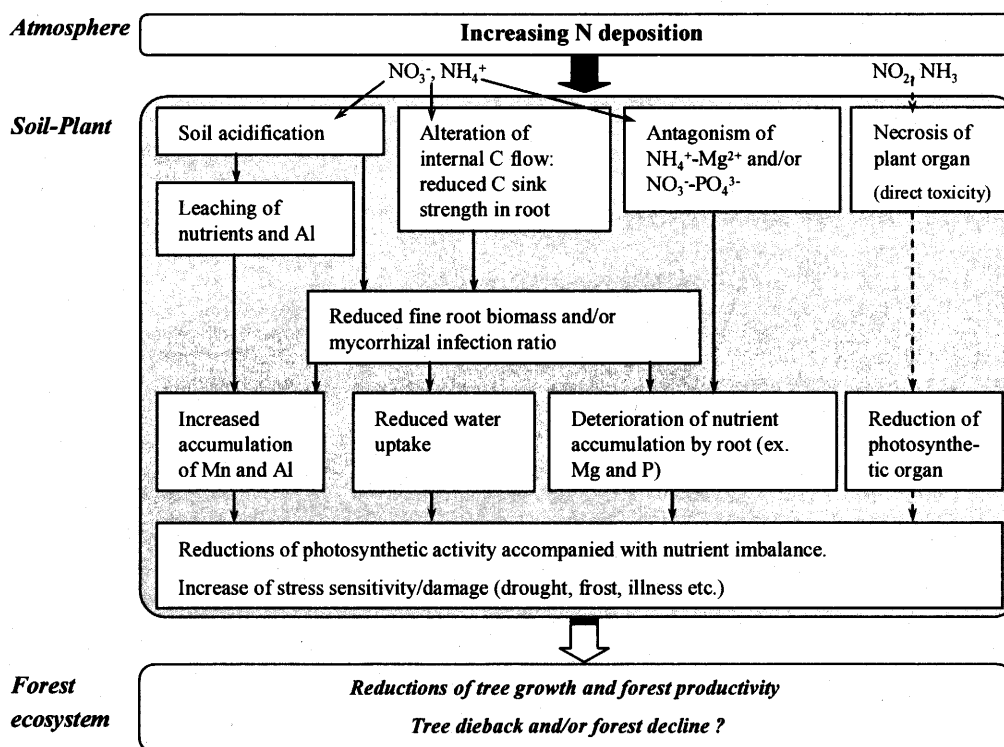 Atmosphere
Increasing N deposition
NO₃⁻, NH₄⁺
NO₂, NH₃
Soil-Plant
Soil acidification
Alteration of
internal C flow:
reduced C sink
strength in root
Antagonism of
NH₄⁺-Mg²⁺ and/or
NO₃⁻-PO₄³⁻
Necrosis of
plant organ
(direct toxicity)
Leaching of
nutrients and Al
Reduced fine root biomass and/or
mycorrhizal infection ratio
Increased
accumulation
of Mn and Al
Reduced water
uptake
Deterioration of nutrient
accumulation by root (ex.
Mg and P)
Reduction of
photosynthe-
tic organ
Reductions of photosynthetic activity accompanied with nutrient imbalance.
Increase of stress sensitivity/damage (drought, frost, illness etc.)
Forest
ecosystem
Reductions of tree growth and forest productivity
Tree dieback and/or forest decline ?